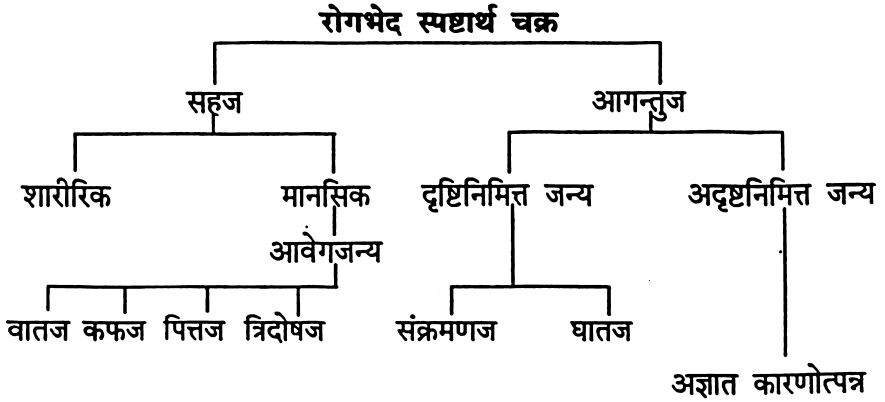 रोगभेद स्पष्टार्थ चक्र
सहज आगन्तुज
शारीरिक मानसिक दृष्टिनिमित्त जन्य अदृष्टनिमित्त जन्य
आवेगजन्य
वातज कफज पित्तज त्रिदोषज संक्रमणज घातज
अज्ञात कारणोत्पन्न